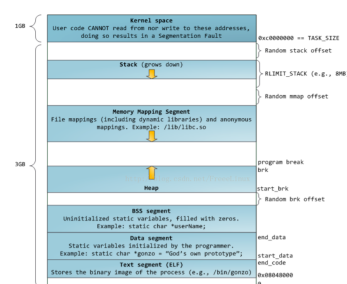 1GB
Kernel space
User code CANNOT read from nor write to these addresses,
doing so results in a Segmentation Fault
0xc0000000 == TASK_SIZE
Random stack offset
Stack (grows down)
RLIMIT_STACK (e.g., 8MB
Random mmap offset
Memory Mapping Segment
File mappings (including dynamic libraries) and anonymous
mappings. Example: /lib/libc.so
3GB
program break
brk
Heap
start_brk
Random brk offset
BSS segment
Uninitialized static variables, filled with zeros.
Example: static char *userName;
end_data
Data segment
Static variables initialized by the programmer.
Example: static char *gonzo = "God's own prototype";
start_data
end_code
Text segment (ELF)
Stores the binary image of the process (e.g., /bin/gonzo)
0x08048000